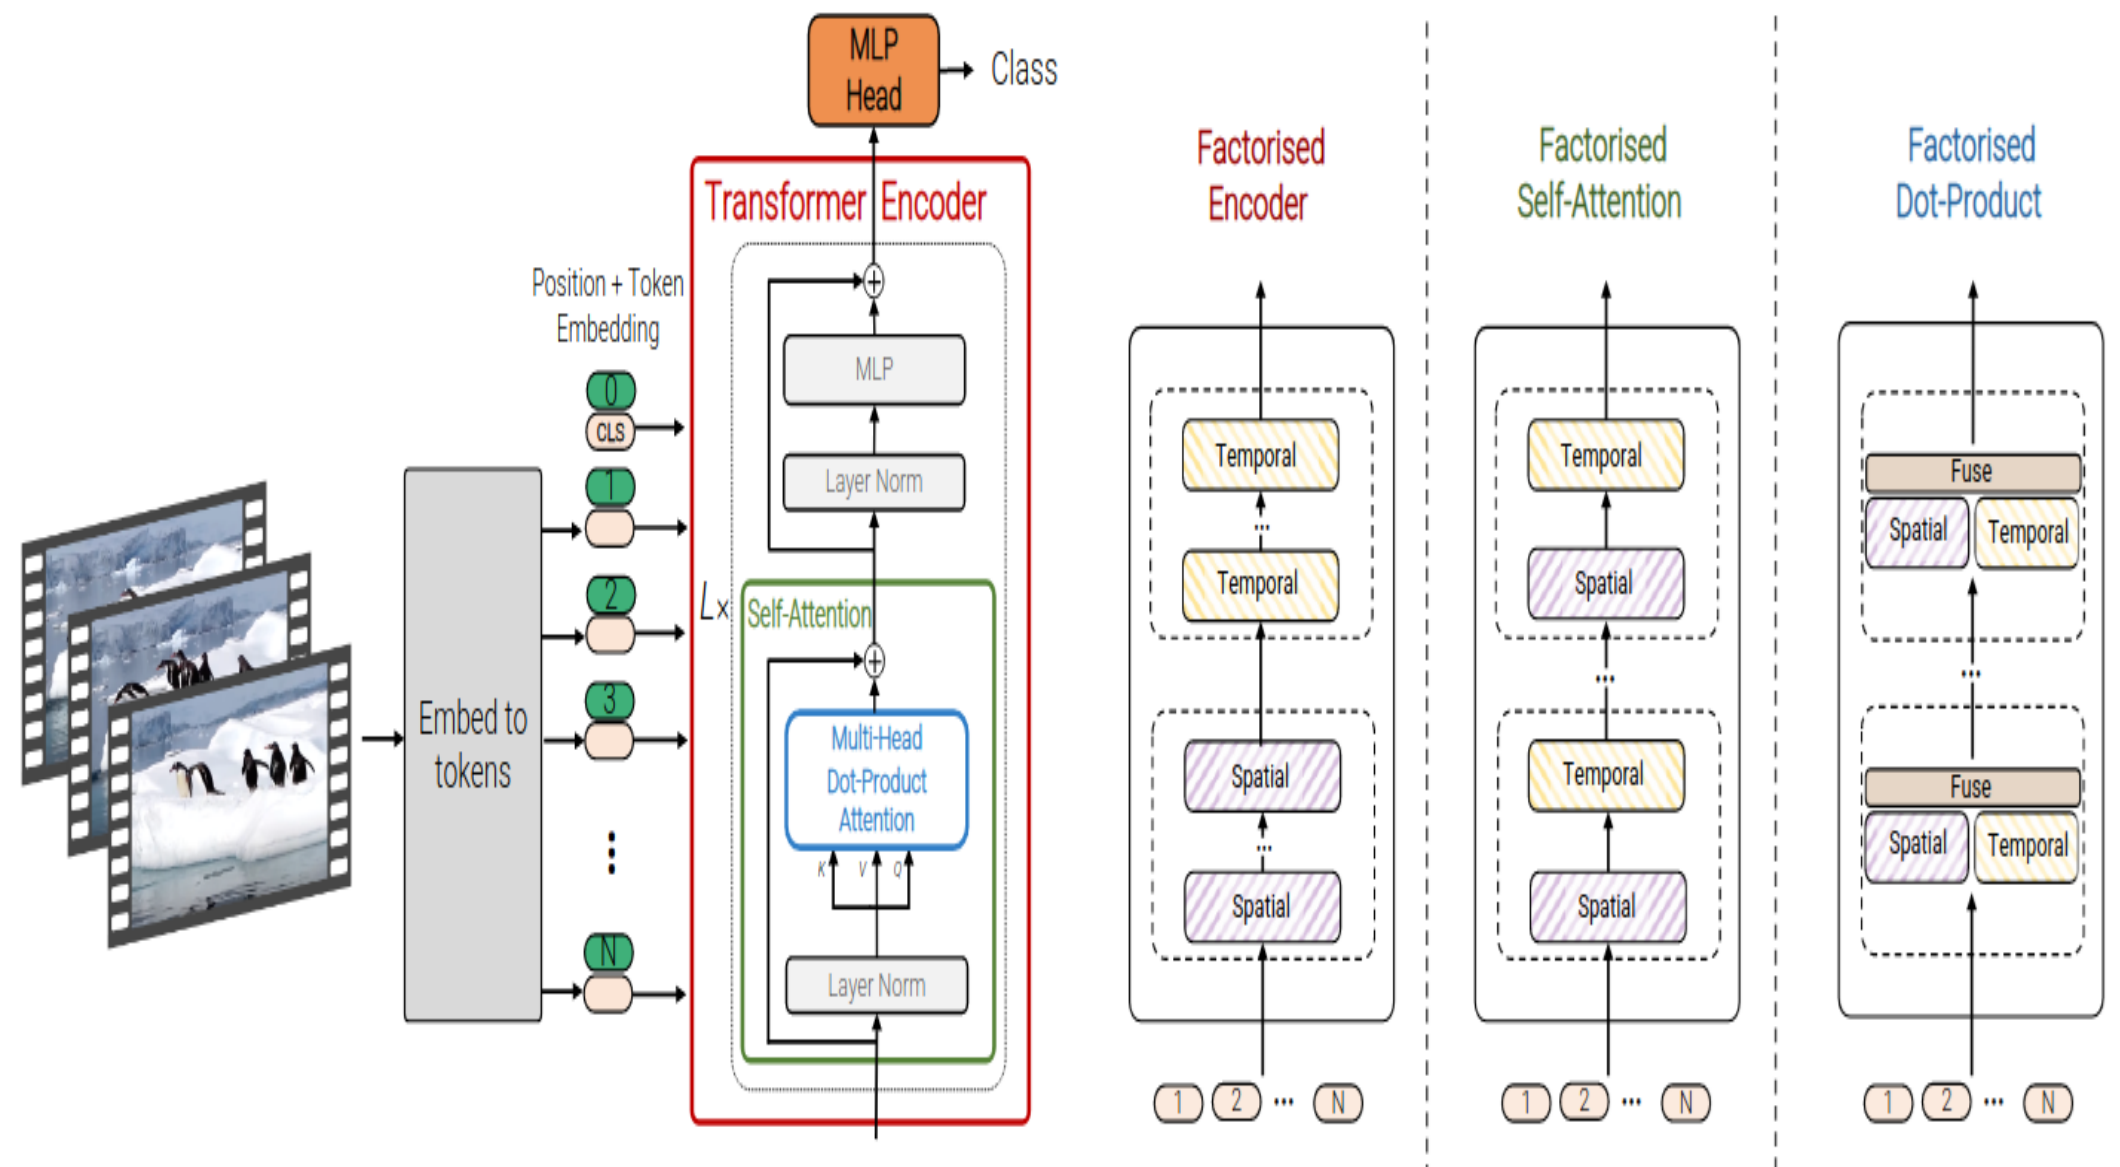 MLP
Head
Class
Transformer Encoder
Position + Token
Embedding
0
CLS
1
2
3
N
Embed to
tokens
L×
MLP
Layer Norm
Self-Attention
Multi-Head
Dot-Product
Attention
K V Q
Layer Norm
Factorised
Encoder
Temporal
...
Temporal
Spatial
...
Spatial
1 2 ... N
Factorised
Self-Attention
Temporal
Spatial
...
Temporal
Spatial
1 2 ... N
Factorised
Dot-Product
Fuse
Spatial Temporal
...
Fuse
Spatial Temporal
1 2 ... N